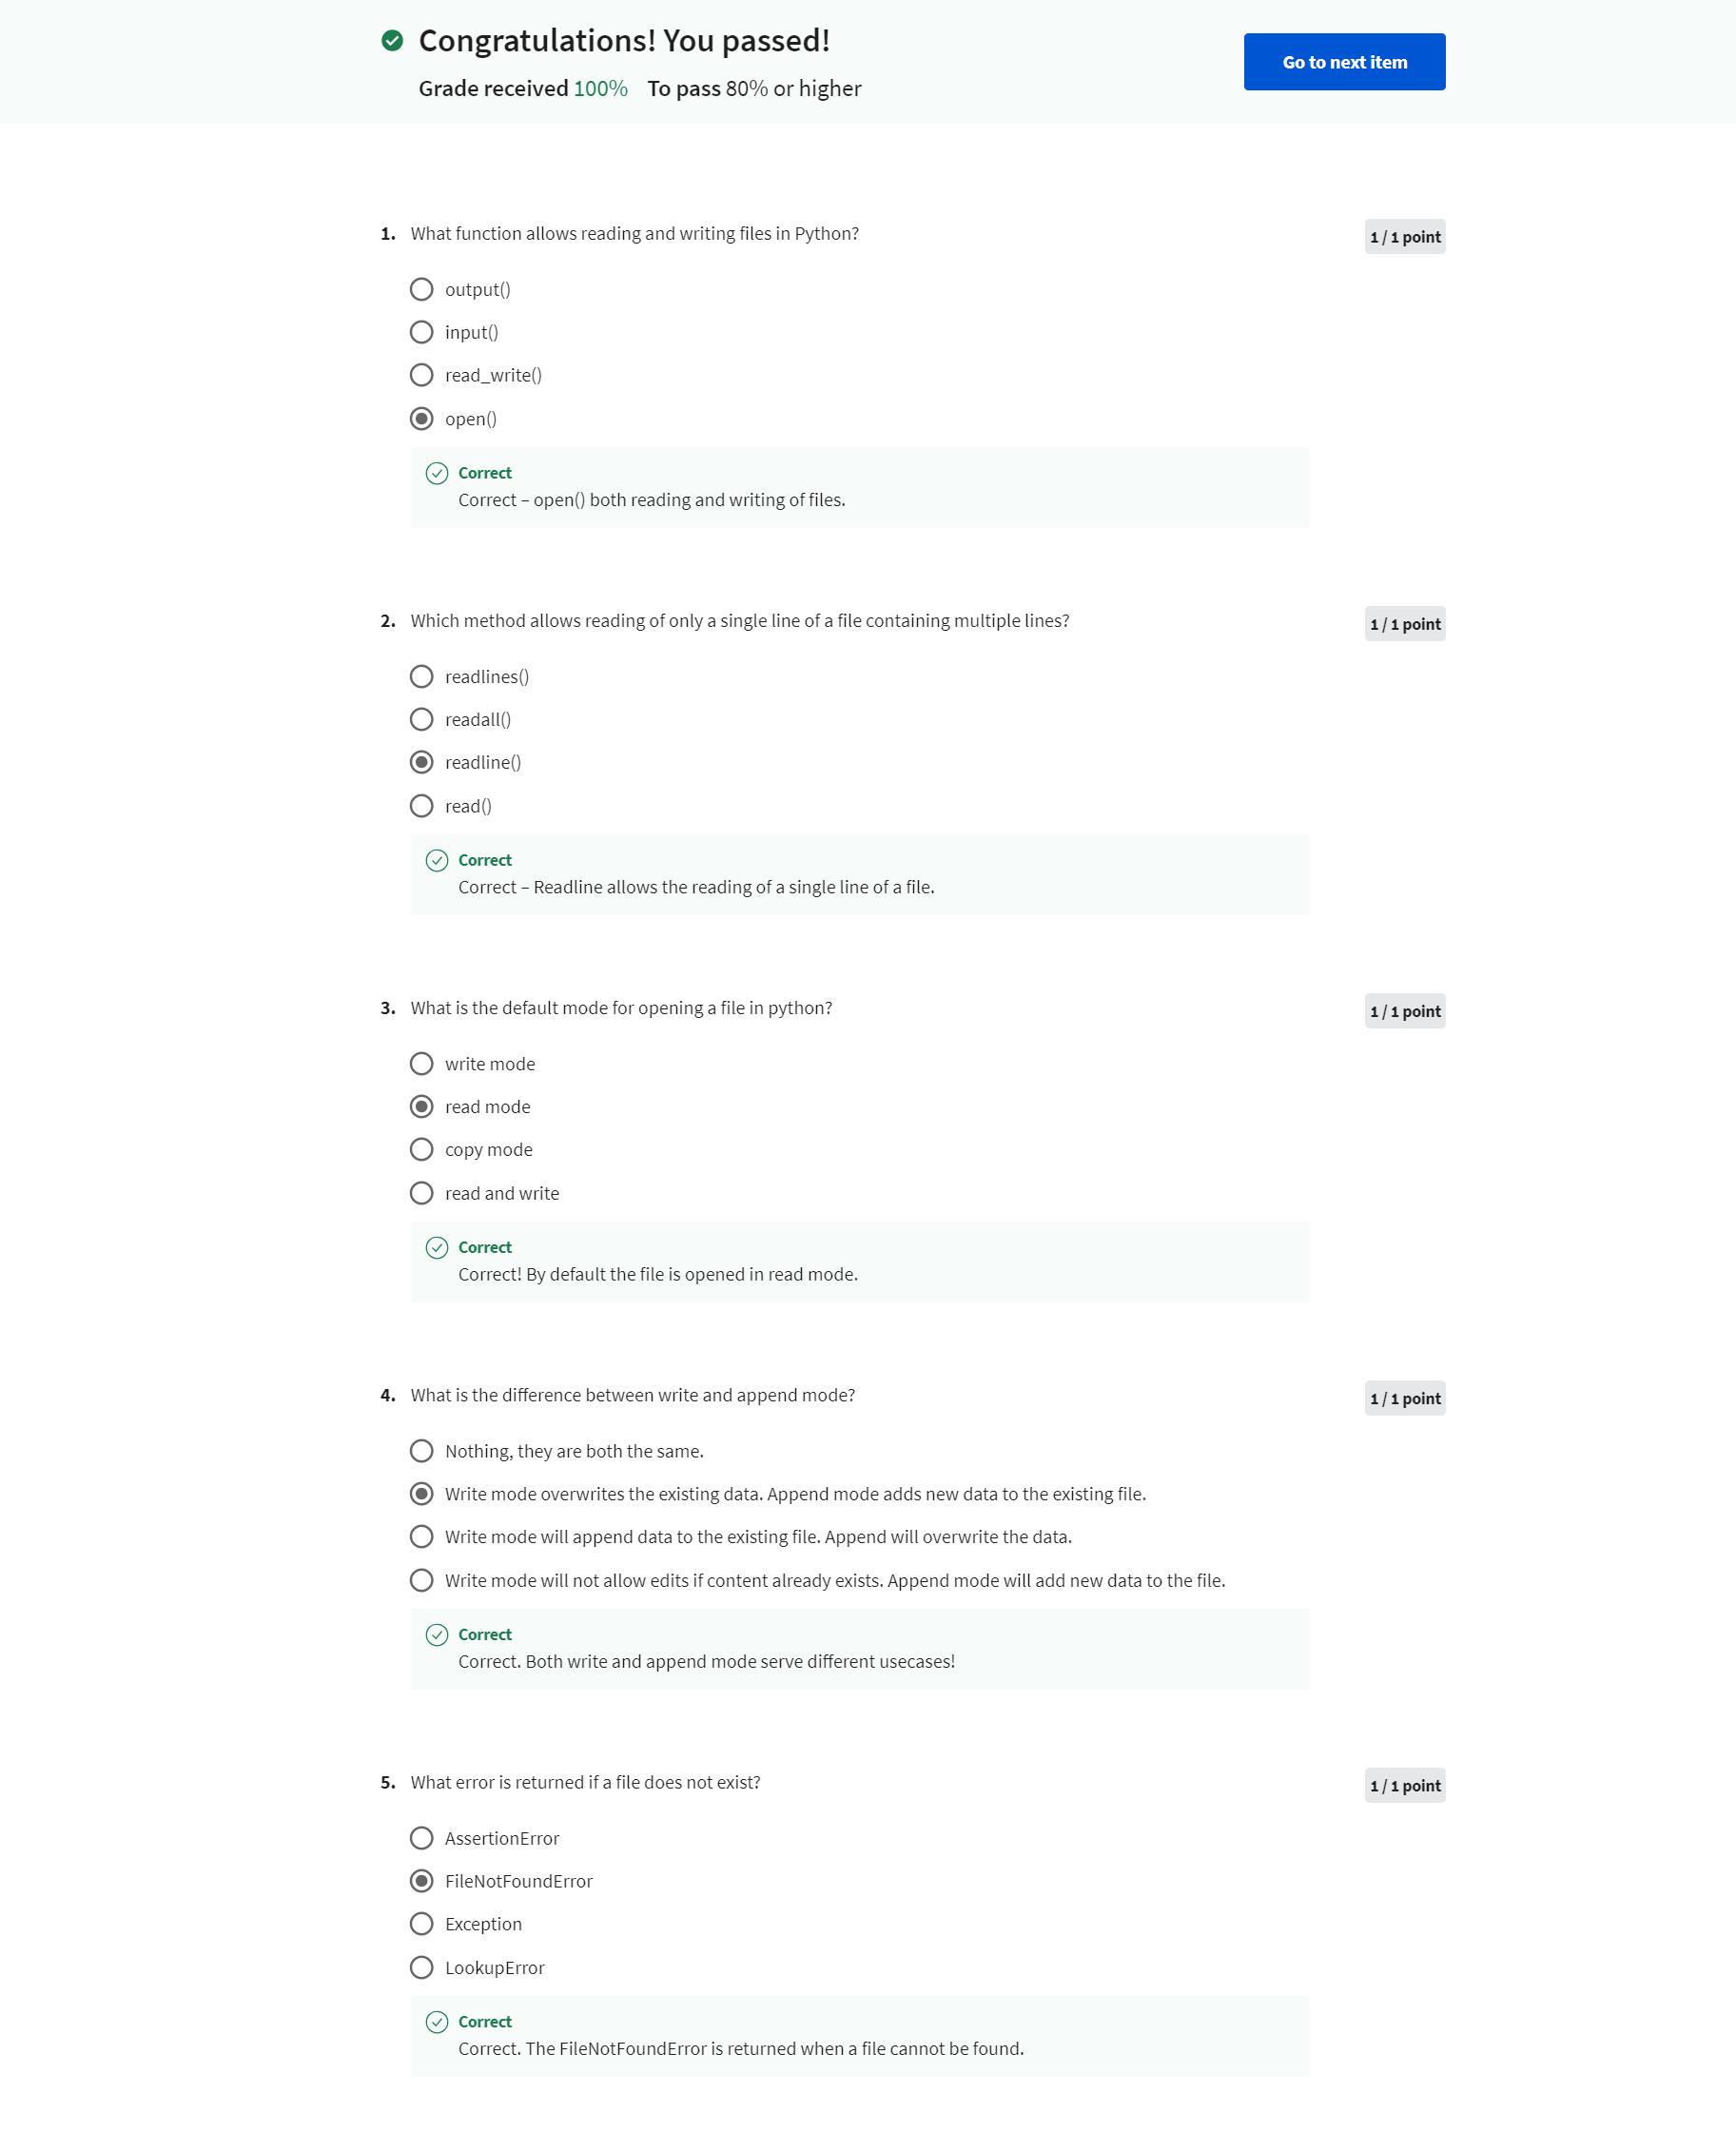 Congratulations! You passed!
Grade received 100% To pass 80% or higher
Go to next item
1. What function allows reading and writing files in Python?
1 / 1 point
output()
input()
read_write()
open()
Correct
Correct – open() both reading and writing of files.
2. Which method allows reading of only a single line of a file containing multiple lines?
1 / 1 point
readlines()
readall()
readline()
read()
Correct
Correct – Readline allows the reading of a single line of a file.
3. What is the default mode for opening a file in python?
1 / 1 point
write mode
read mode
copy mode
read and write
Correct
Correct! By default the file is opened in read mode.
4. What is the difference between write and append mode?
1 / 1 point
Nothing, they are both the same.
Write mode overwrites the existing data. Append mode adds new data to the existing file.
Write mode will append data to the existing file. Append will overwrite the data.
Write mode will not allow edits if content already exists. Append mode will add new data to the file.
Correct
Correct. Both write and append mode serve different usecases!
5. What error is returned if a file does not exist?
1 / 1 point
AssertionError
FileNotFoundError
Exception
LookupError
Correct
Correct. The FileNotFoundError is returned when a file cannot be found.